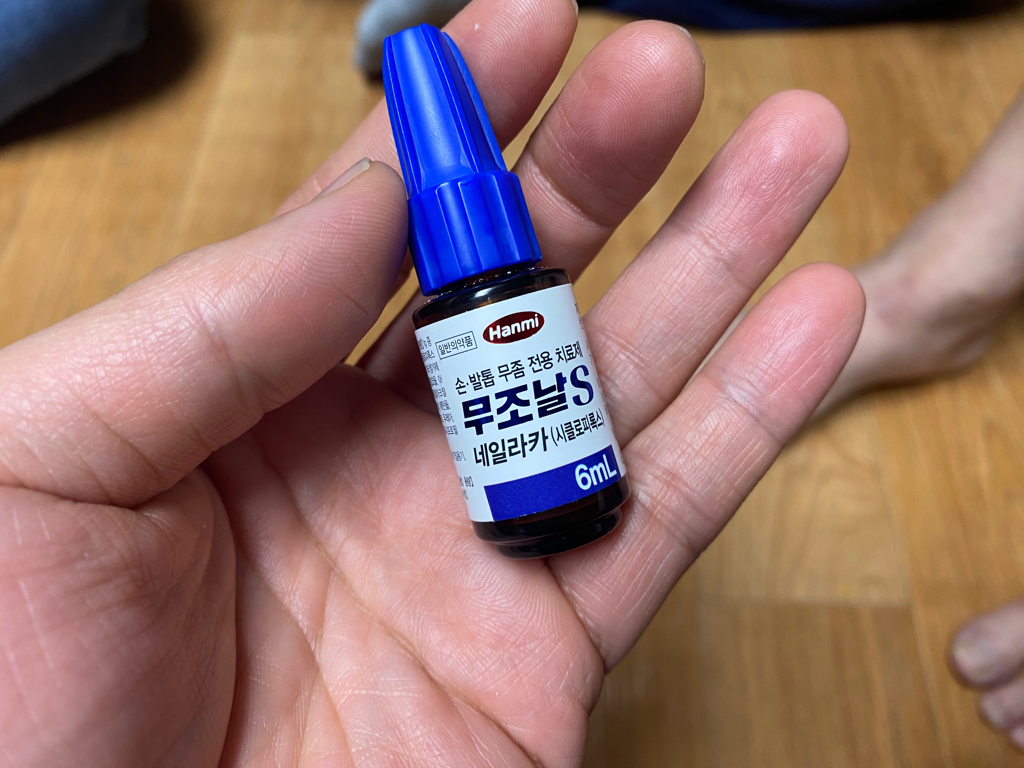 Hanmi
일반의약품
손·발톱 무좀 전용 치료제
무조날S
네일라카(시클로피록스)
6mL